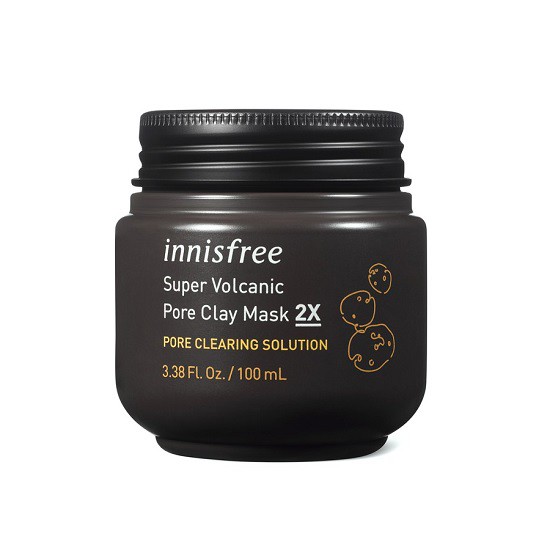 innisfree
Super Volcanic
Pore Clay Mask 2X
PORE CLEARING SOLUTION
3.38 Fl. Oz. / 100 mL